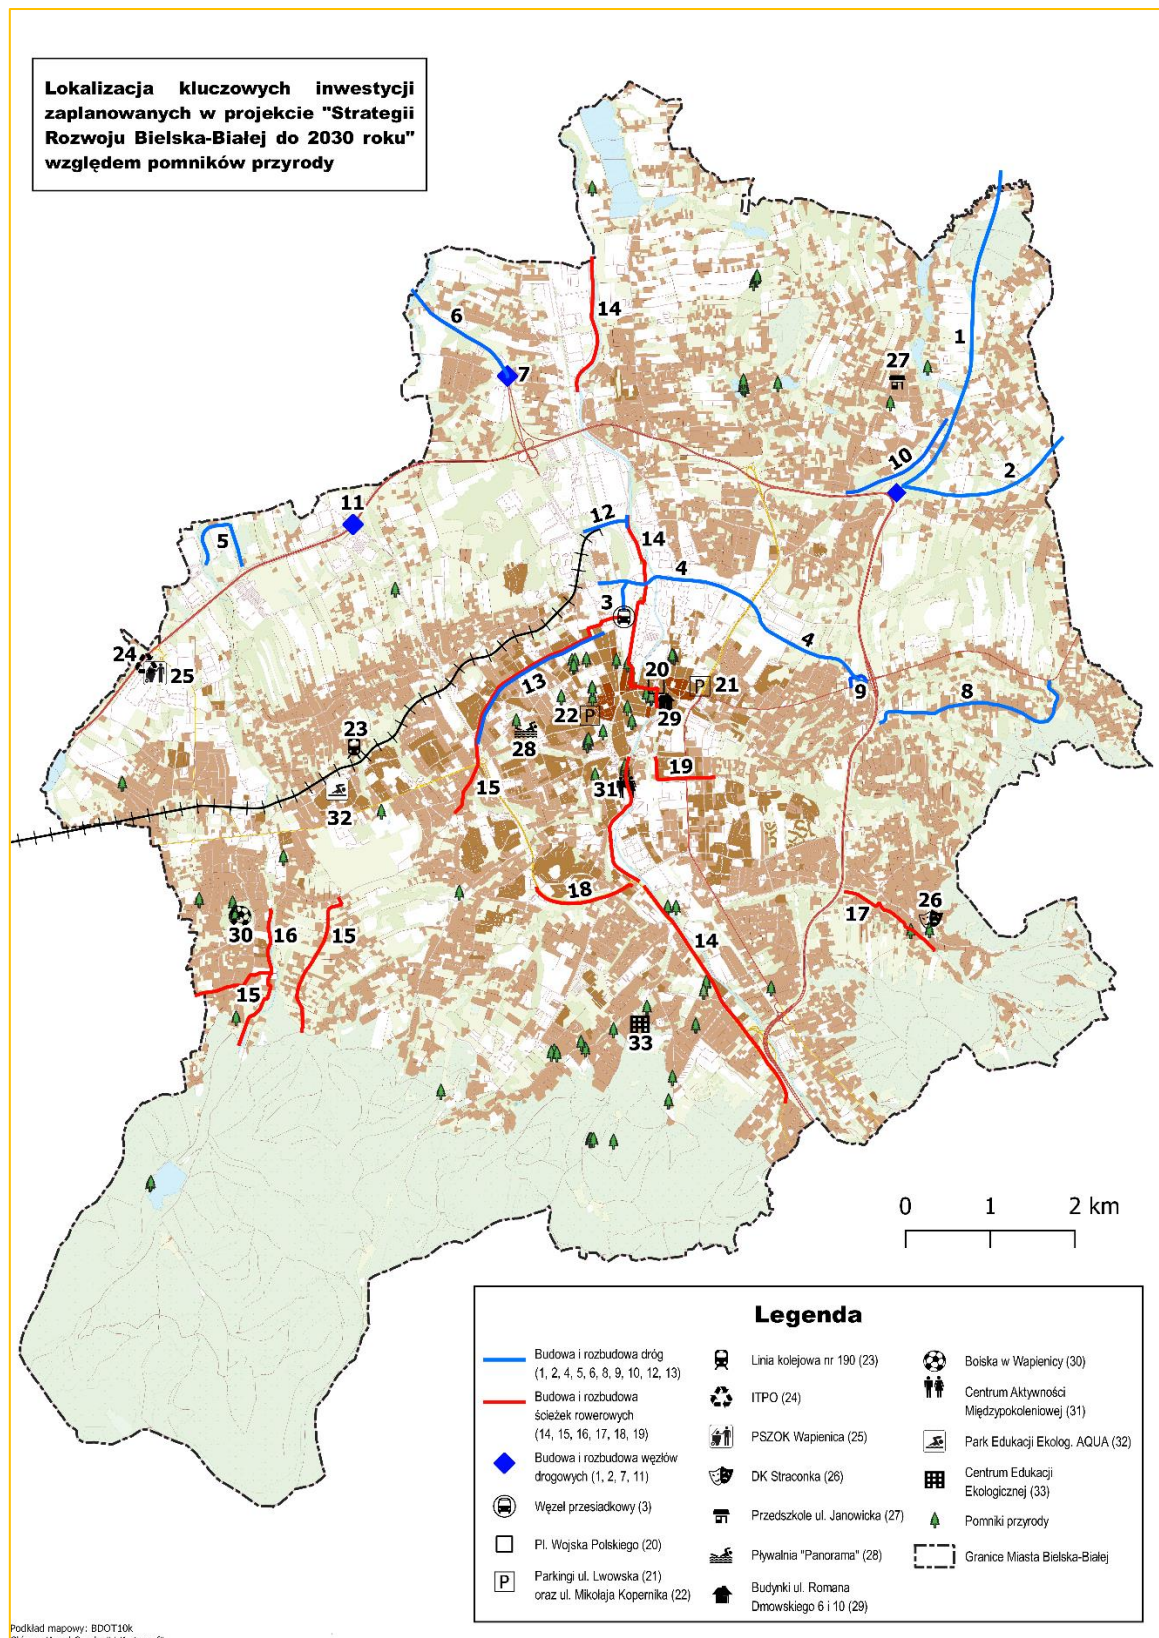 Lokalizacja kluczowych inwestycji
zaplanowanych w projekcie "Strategii
Rozwoju Bielska-Białej do 2030 roku"
względem pomników przyrody
14
6
1
7
27
10
2
11
12
5
14
4
3
4
24
25
13
20
21
9
8
22
29
23
28
19
15
31
32
18
17
26
30
16
15
14
15
33
0 1 2 km
Legenda
Budowa i rozbudowa dróg
(1, 2, 4, 5, 6, 8, 9, 10, 12, 13)
Budowa i rozbudowa
ścieżek rowerowych
(14, 15, 16, 17, 18, 19)
Budowa i rozbudowa węzłów
drogowych (1, 2, 7, 11)
Węzeł przesiadkowy (3)
Pl. Wojska Polskiego (20)
P
Parkingi ul. Lwowska (21)
oraz ul. Mikołaja Kopernika (22)
Linia kolejowa nr 190 (23)
ITPO (24)
PSZOK Wapienica (25)
DK Straconka (26)
Przedszkole ul. Janowicka (27)
Pływalnia "Panorama" (28)
Budynki ul. Romana
Dmowskiego 6 i 10 (29)
Boiska w Wapienicy (30)
Centrum Aktywności
Międzypokoleniowej (31)
Park Edukacji Ekolog. AQUA (32)
Centrum Edukacji
Ekologicznej (33)
Pomniki przyrody
Granice Miasta Bielska-Białej
Podkład mapowy: BDOT10k